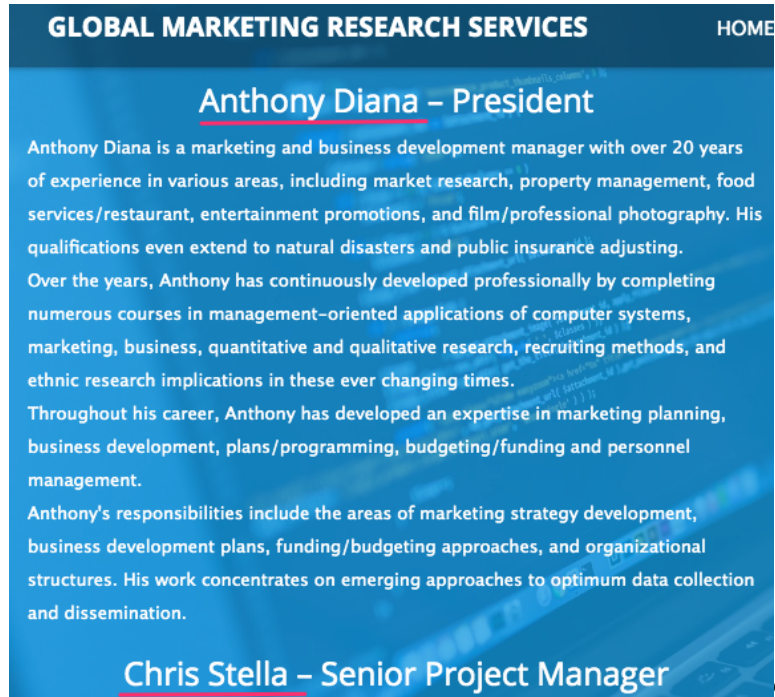 GLOBAL MARKETING RESEARCH SERVICES HOME
Anthony Diana – President
Anthony Diana is a marketing and business development manager with over 20 years
of experience in various areas, including market research, property management, food
services/restaurant, entertainment promotions, and film/professional photography. His
qualifications even extend to natural disasters and public insurance adjusting.
Over the years, Anthony has continuously developed professionally by completing
numerous courses in management-oriented applications of computer systems,
marketing, business, quantitative and qualitative research, recruiting methods, and
ethnic research implications in these ever changing times.
Throughout his career, Anthony has developed an expertise in marketing planning,
business development, plans/programming, budgeting/funding and personnel
management.
Anthony's responsibilities include the areas of marketing strategy development,
business development plans, funding/budgeting approaches, and organizational
structures. His work concentrates on emerging approaches to optimum data collection
and dissemination.
Chris Stella – Senior Project Manager